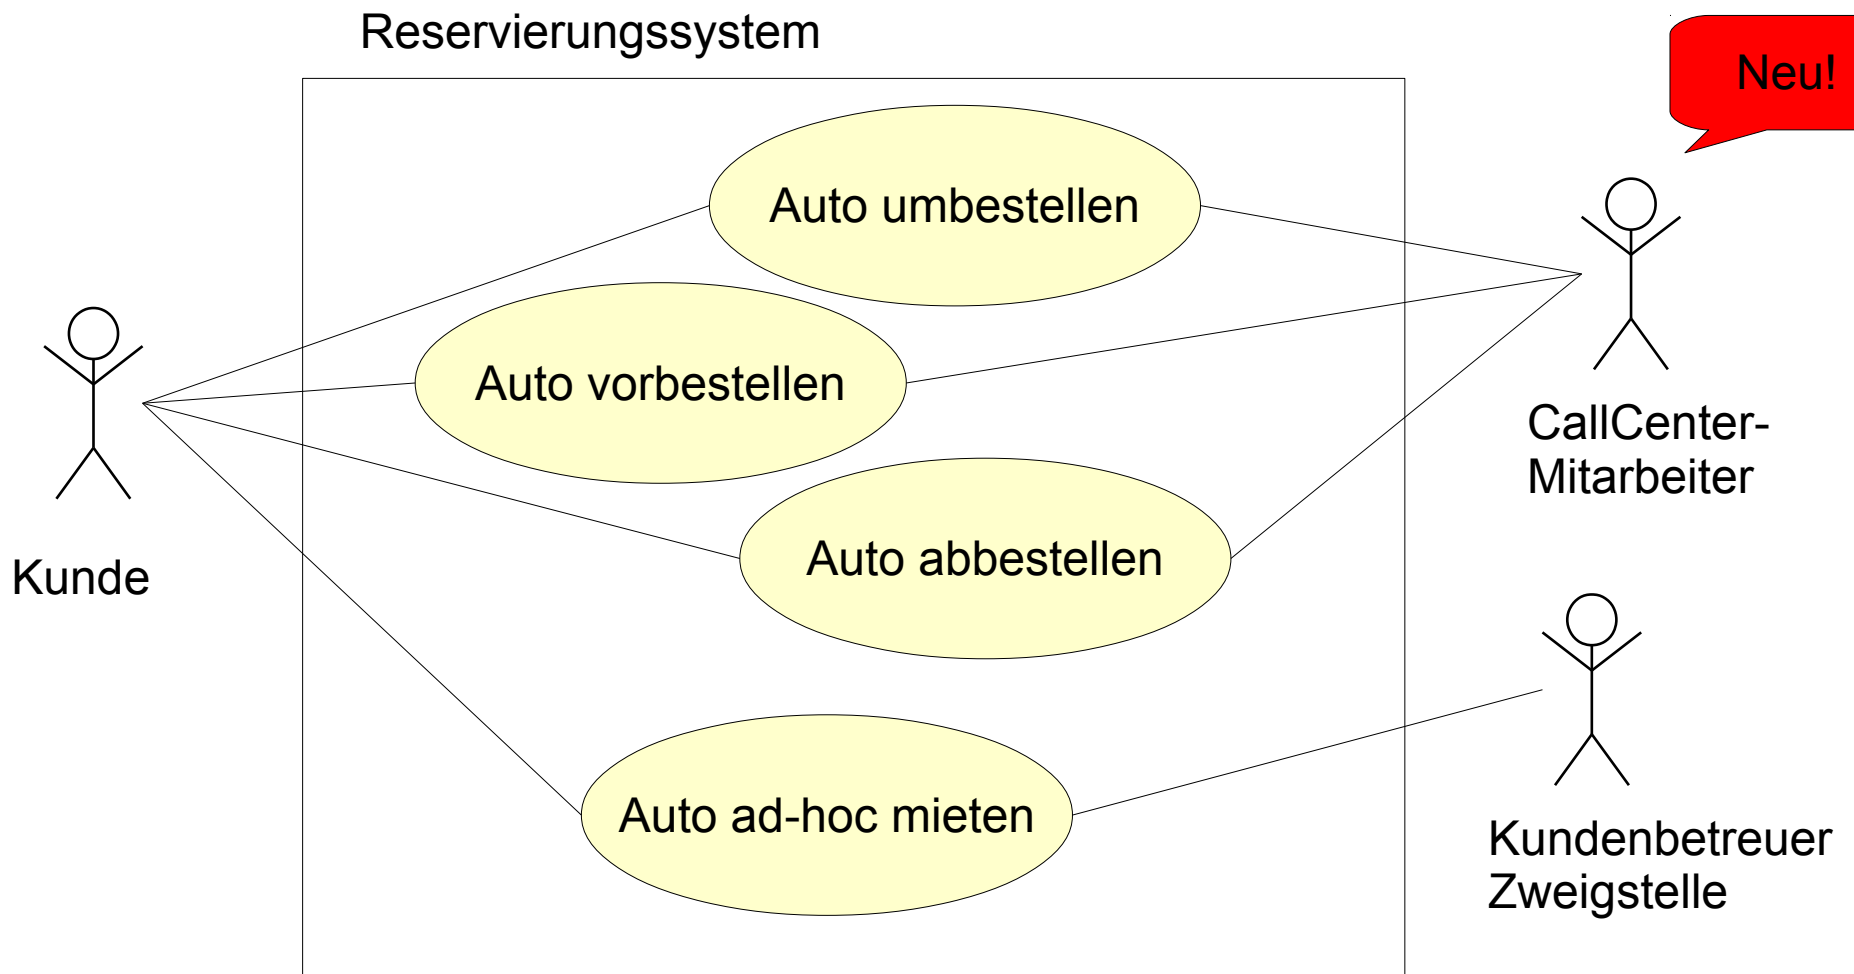 Reservierungssystem
Neu!
Auto umbestellen
Auto vorbestellen
CallCenter-
Mitarbeiter
Auto abbestellen
Kunde
Auto ad-hoc mieten
Kundenbetreuer
Zweigstelle